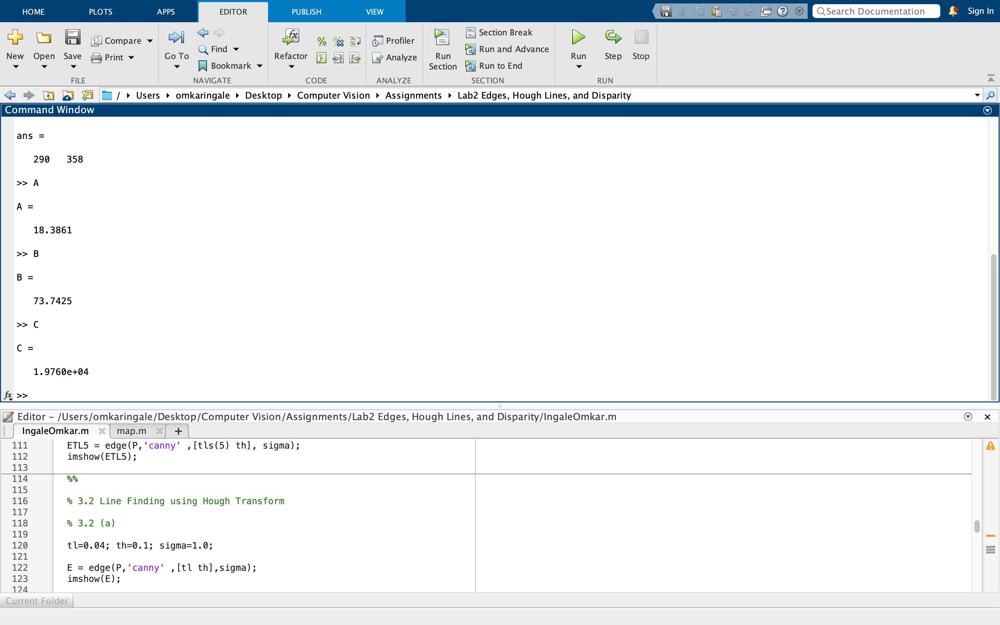 HOME PLOTS APPS EDITOR PUBLISH VIEW Search Documentation Sign In
New Open Save Compare Print
Go To Find Bookmark
Refactor
Profiler Analyze
Run Section Section Break Run and Advance Run to End
Run Step Stop
FILE NAVIGATE CODE ANALYZE SECTION RUN
/ Users omkaringale Desktop Computer Vision Assignments Lab2 Edges, Hough Lines, and Disparity
Command Window
ans =
290 358
>> A
A =
18.3861
>> B
B =
73.7425
>> C
C =
1.9760e+04
fx >>
Editor – /Users/omkaringale/Desktop/Computer Vision/Assignments/Lab2 Edges, Hough Lines, and Disparity/IngaleOmkar.m
IngaleOmkar.m map.m +
111 ETL5 = edge(P,'canny' ,[tls(5) th], sigma);
112 imshow(ETL5);
113
114 %%
115
116 % 3.2 Line Finding using Hough Transform
117
118 % 3.2 (a)
119
120 tl=0.04; th=0.1; sigma=1.0;
121
122 E = edge(P,'canny' ,[tl th],sigma);
123 imshow(E);
124
Current Folder